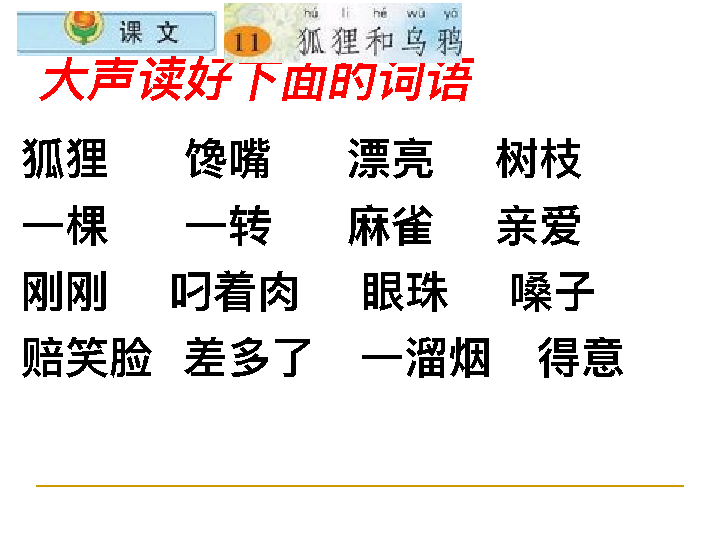 课文
hú li hé wū yā
11 狐狸和乌鸦
大声读好下面的词语
狐狸 馋嘴 漂亮 树枝
一棵 一转 麻雀 亲爱
刚刚 叼着肉 眼珠 嗓子
赔笑脸 差多了 一溜烟 得意